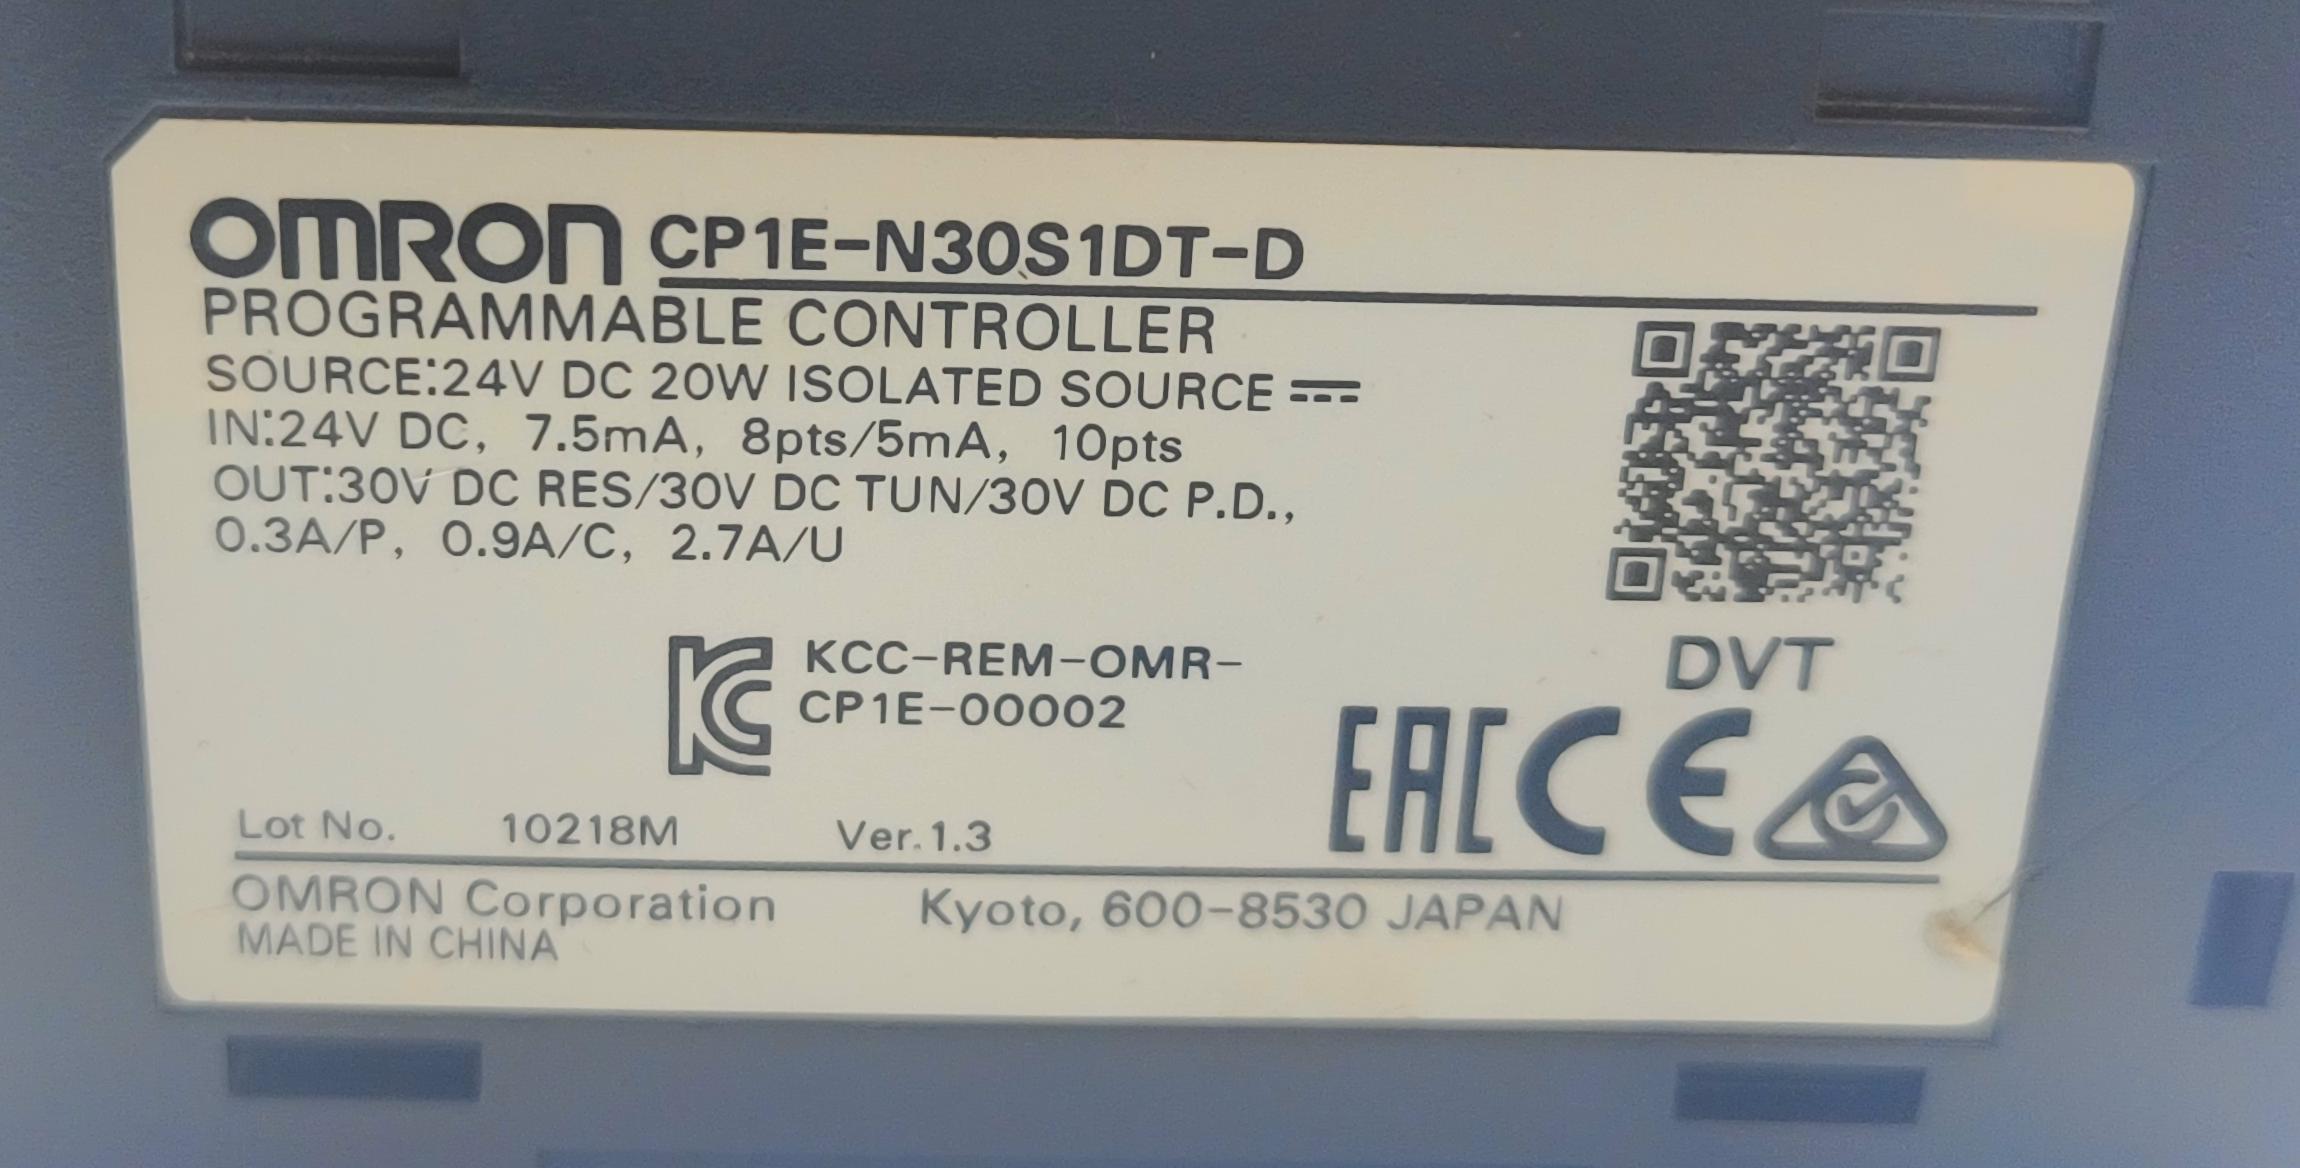 OMRON CP1E-N30S1DT-D
PROGRAMMABLE CONTROLLER
SOURCE:24V DC 20W ISOLATED SOURCE
IN:24V DC, 7.5mA, 8pts/5mA, 10pts
OUT:30V DC RES/30V DC TUN/30V DC P.D.,
0.3A/P, 0.9A/C, 2.7A/U
DVT
KCC-REM-OMR-
CP1E-00002
EAC CE
Lot No. 10218M Ver.1.3
OMRON Corporation Kyoto, 600-8530 JAPAN
MADE IN CHINA